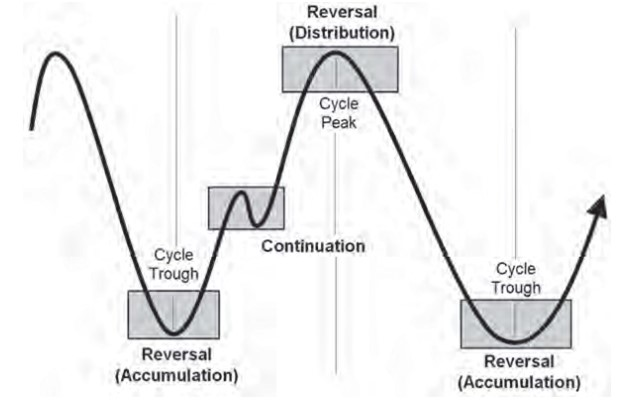 Reversal
(Distribution)
Cycle
Peak
Continuation
Cycle
Trough
Reversal
(Accumulation)
Cycle
Trough
Reversal
(Accumulation)